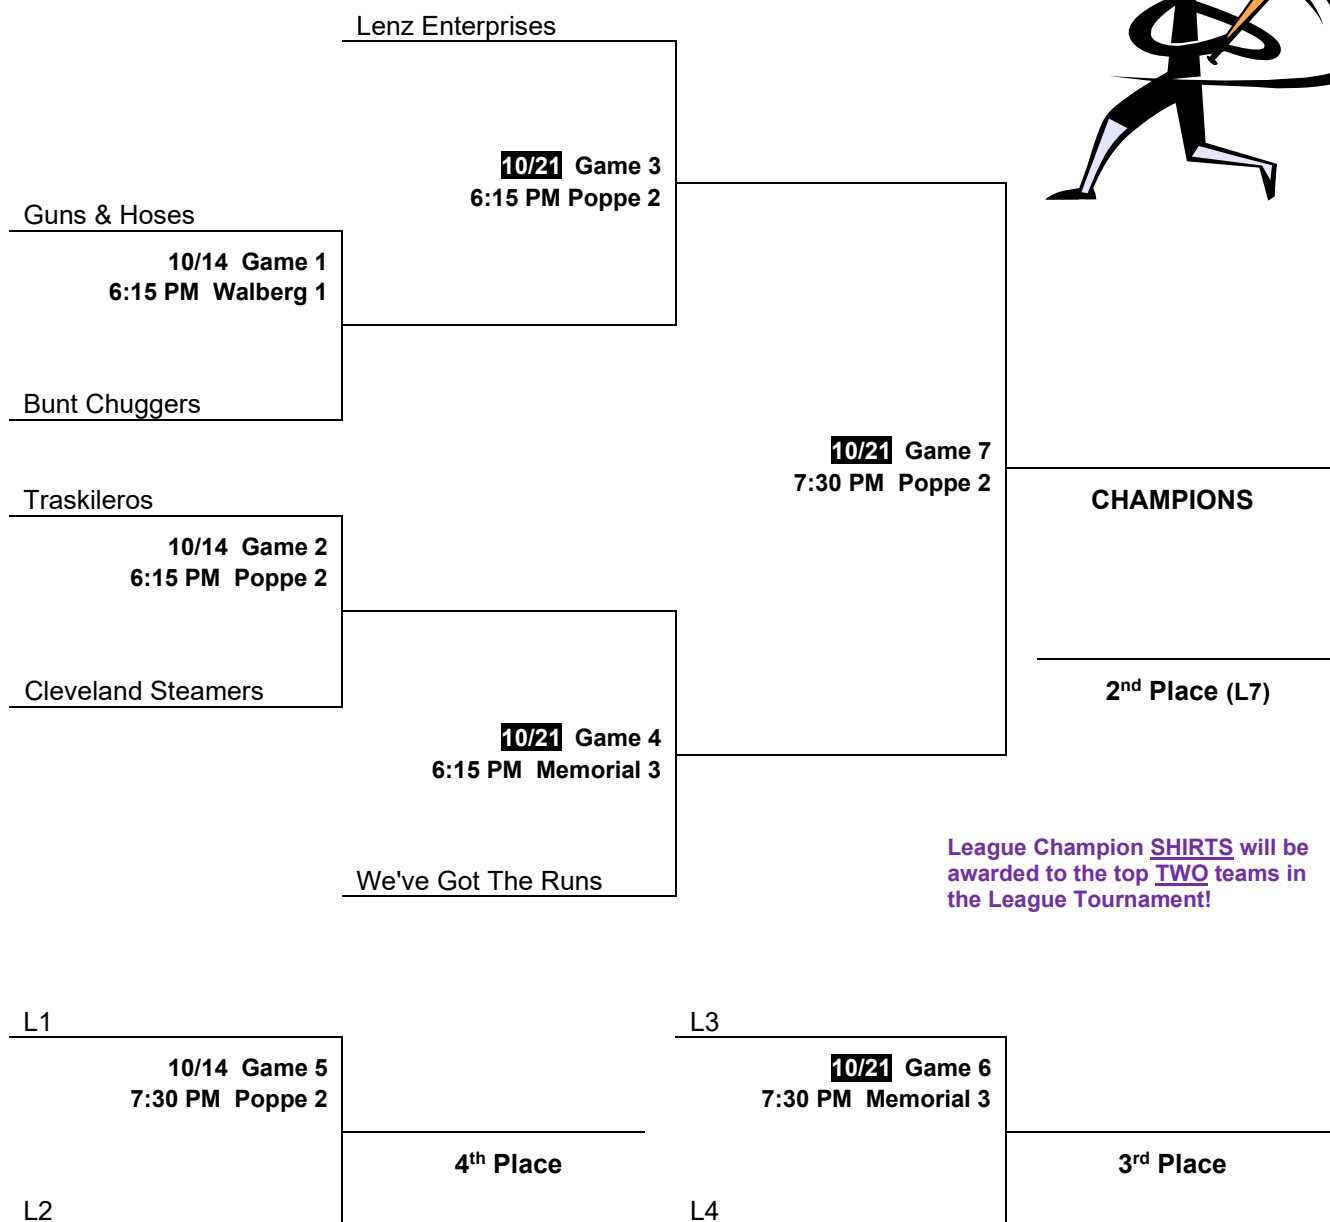 Lenz Enterprises
10/21 Game 3
6:15 PM Poppe 2
Guns & Hoses
10/14 Game 1
6:15 PM Walberg 1
Bunt Chuggers
10/21 Game 7
7:30 PM Poppe 2
Traskileros
CHAMPIONS
10/14 Game 2
6:15 PM Poppe 2
Cleveland Steamers
2nd Place (L7)
10/21 Game 4
6:15 PM Memorial 3
League Champion SHIRTS will be
awarded to the top TWO teams in
the League Tournament!
We've Got The Runs
L1
L3
10/14 Game 5
7:30 PM Poppe 2
10/21 Game 6
7:30 PM Memorial 3
4th Place
3rd Place
L2
L4